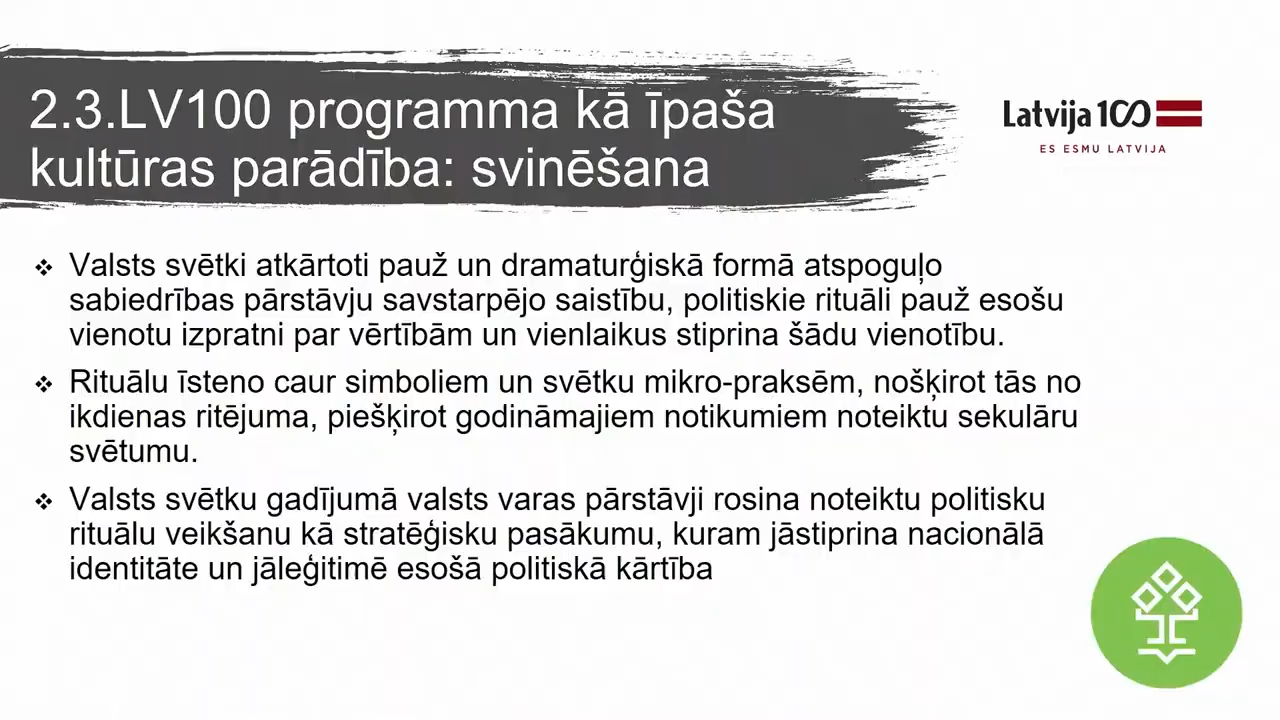 2.3.LV100 programma kā īpaša
kultūras parādība: svinēšana
Latvija 100
ES ESMU LATVIJA
❖ Valsts svētki atkārtoti pauž un dramaturģiskā formā atspoguļo
sabiedrības pārstāvju savstarpējo saistību, politiskie rituāli pauž esošu
vienotu izpratni par vērtībām un vienlaikus stiprina šādu vienotību.
❖ Rituālu īsteno caur simboliem un svētku mikro-praksēm, nošķirot tās no
ikdienas ritējuma, piešķirot godināmajiem notikumiem noteiktu sekulāru
svētumu.
❖ Valsts svētku gadījumā valsts varas pārstāvji rosina noteiktu politisku
rituālu veikšanu kā stratēģisku pasākumu, kuram jāstiprina nacionālā
identitāte un jāleģitimē esošā politiskā kārtība